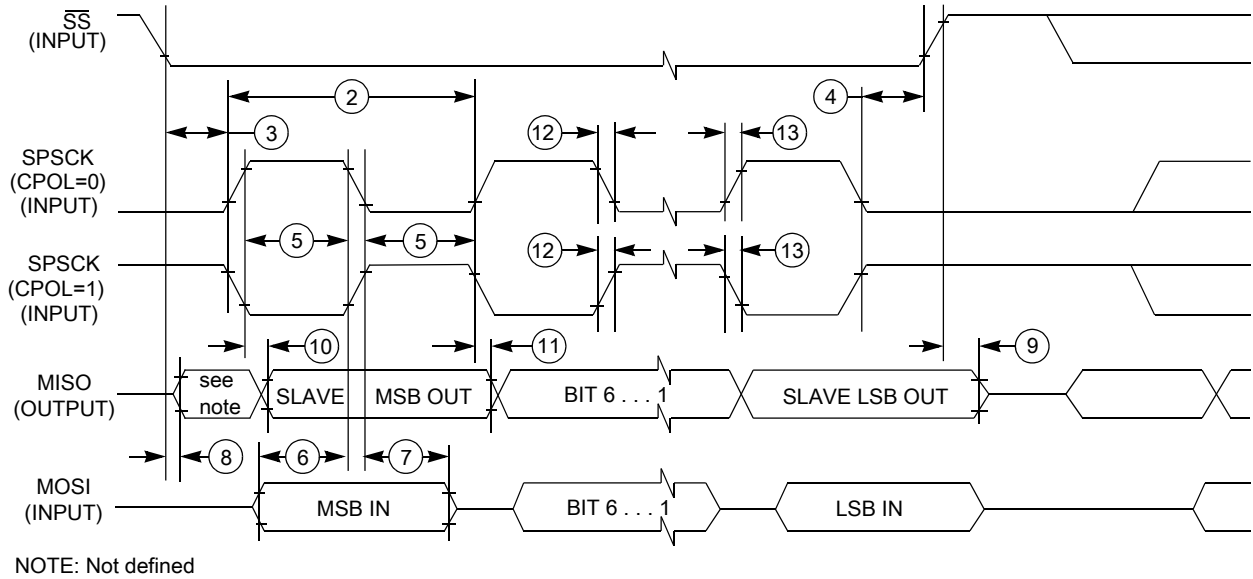 SS
(INPUT)
2
4
3
12
13
SPSCK
(CPOL=0)
(INPUT)
5
5
SPSCK
(CPOL=1)
(INPUT)
12
13
10
11
9
MISO
(OUTPUT)
see
note
SLAVE
MSB OUT
BIT 6 . . . 1
SLAVE LSB OUT
8
6
7
MOSI
(INPUT)
MSB IN
BIT 6 . . . 1
LSB IN
NOTE: Not defined